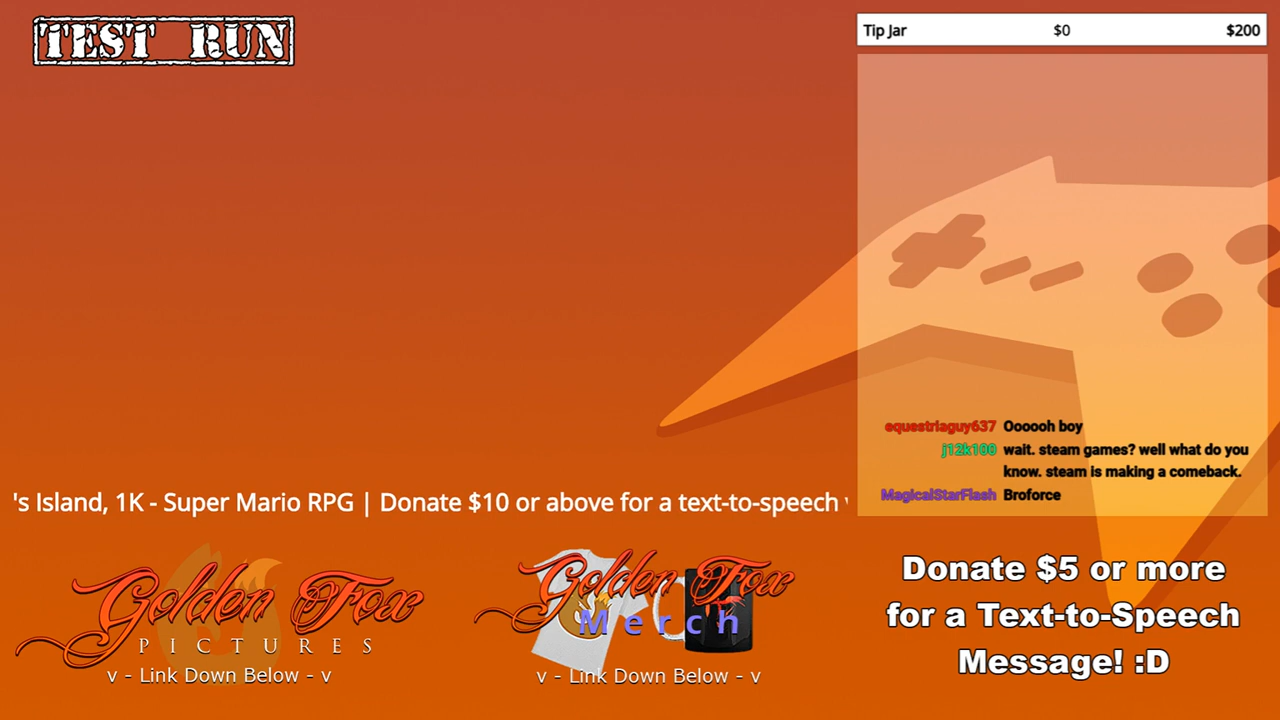 TEST RUN
Tip Jar $0 $200
equestriaguy637 Oooooh boy
j12k100 wait. steam games? well what do you
know. steam is making a comeback.
MagicalStarFlash Broforce
's Island, 1K - Super Mario RPG | Donate $10 or above for a text-to-speech
Golden Fox
PICTURES
v - Link Down Below - v
Golden Fox
Merch
v - Link Down Below - v
Donate $5 or more
for a Text-to-Speech
Message! :D